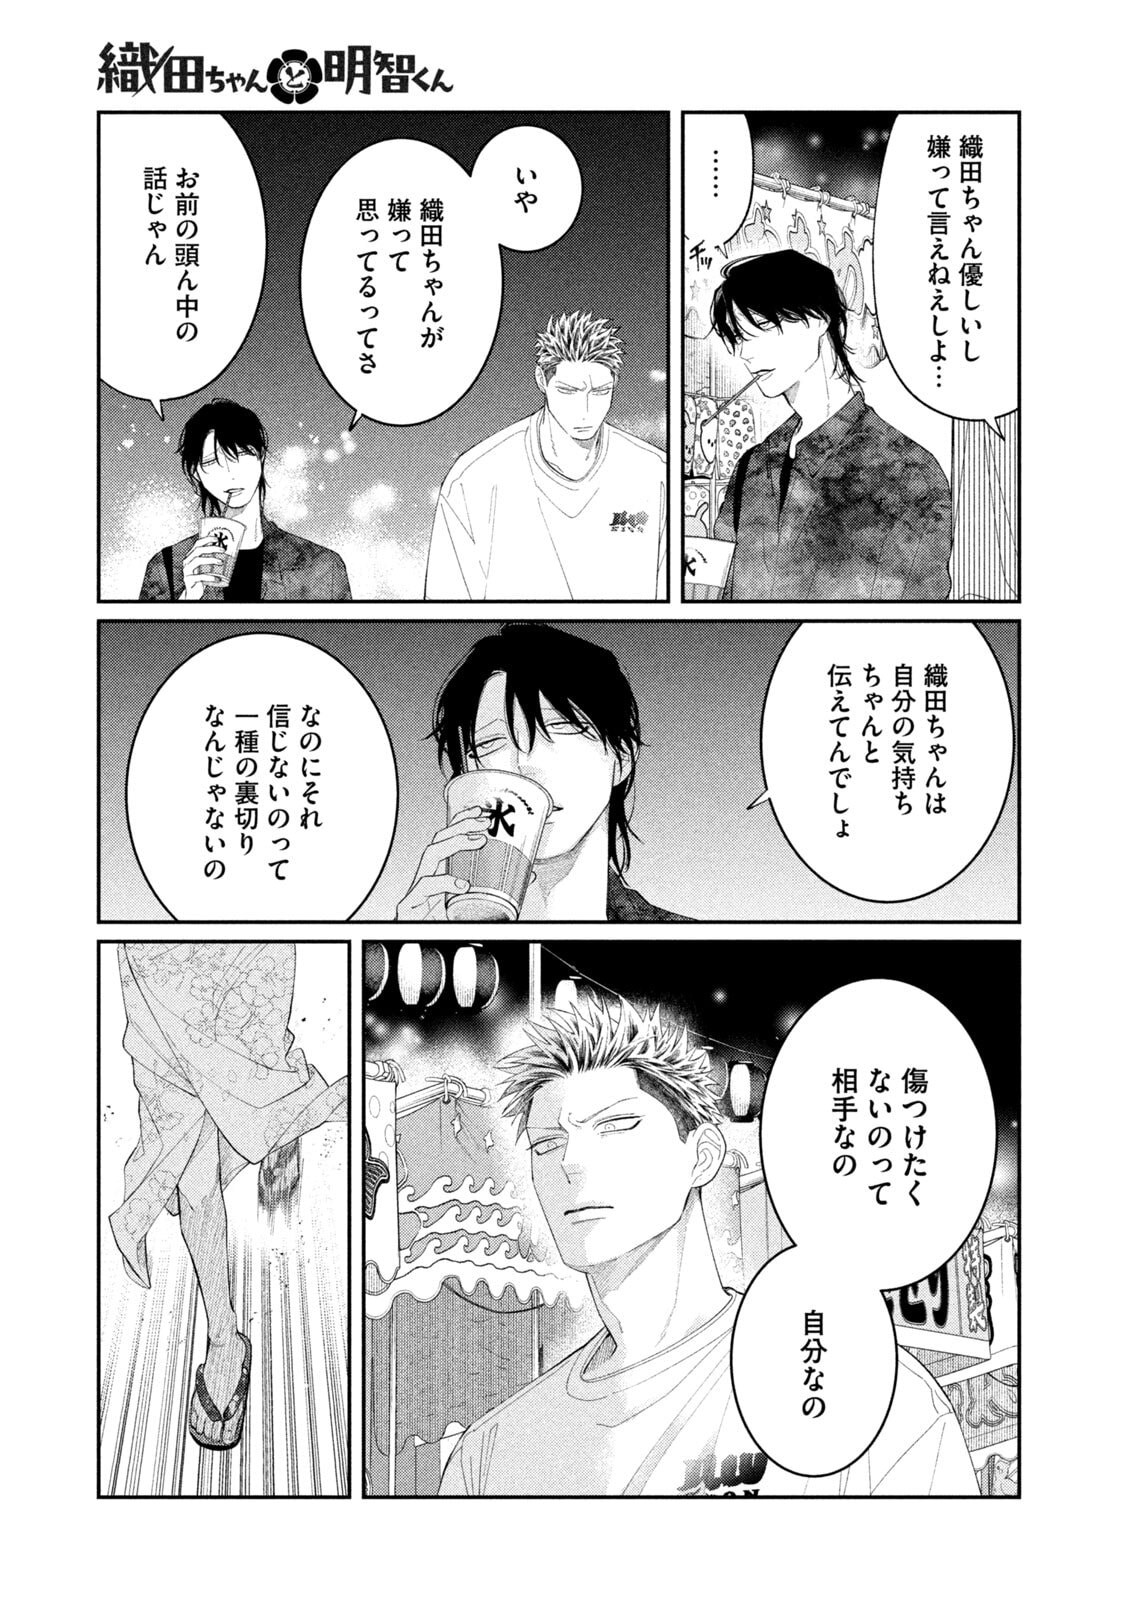 織田ちゃんと明智くん
織田ちゃん優しいし
嫌って言えねえしよ…
……
チッ
いや
織田ちゃんが
嫌って
思ってるってさ
お前の頭ん中の
話じゃん
氷
織田ちゃんは
自分の気持ち
ちゃんと
伝えてんでしょ
なのにそれ
信じないのって
一種の裏切り
なんじゃないの
氷
傷つけたく
ないのって
相手なの
自分なの